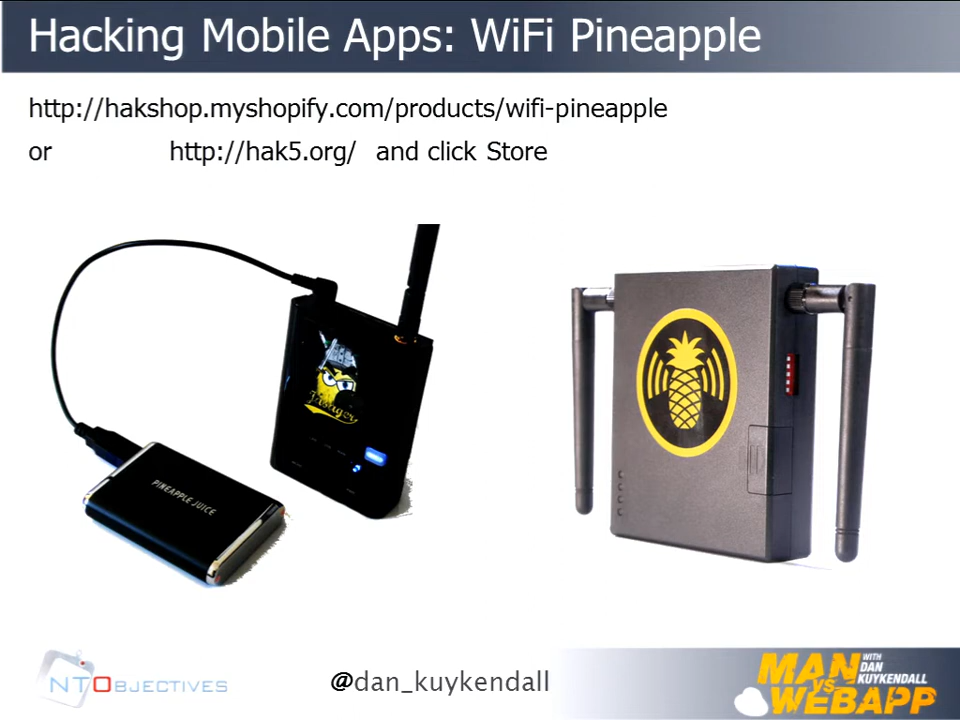 Hacking Mobile Apps: WiFi Pineapple
http://hakshop.myshopify.com/products/wifi-pineapple
or http://hak5.org/ and click Store
Jasager
PINEAPPLE JUICE
NTOBJECTIVES
@dan_kuykendall
MAN VS WEBAPP
WITH DAN KUYKENDALL